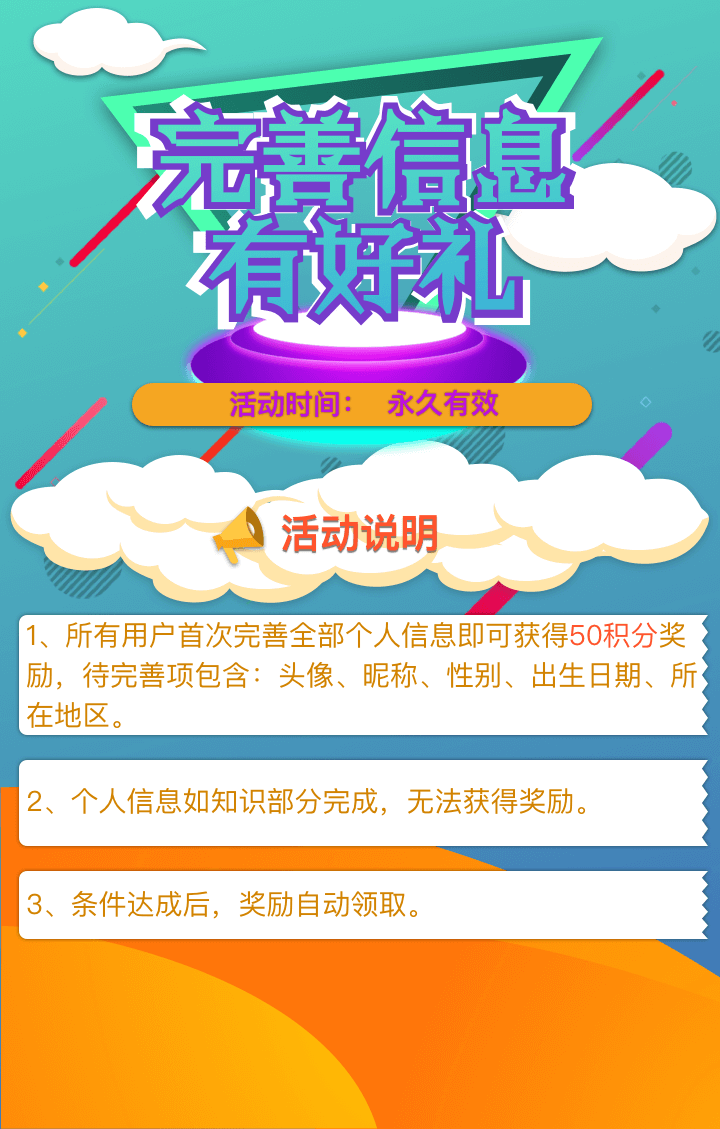 完善信息
有好礼
活动时间： 永久有效
活动说明
1、所有用户首次完善全部个人信息即可获得50积分奖
励，待完善项包含：头像、昵称、性别、出生日期、所
在地区。
2、个人信息如知识部分完成，无法获得奖励。
3、条件达成后，奖励自动领取。